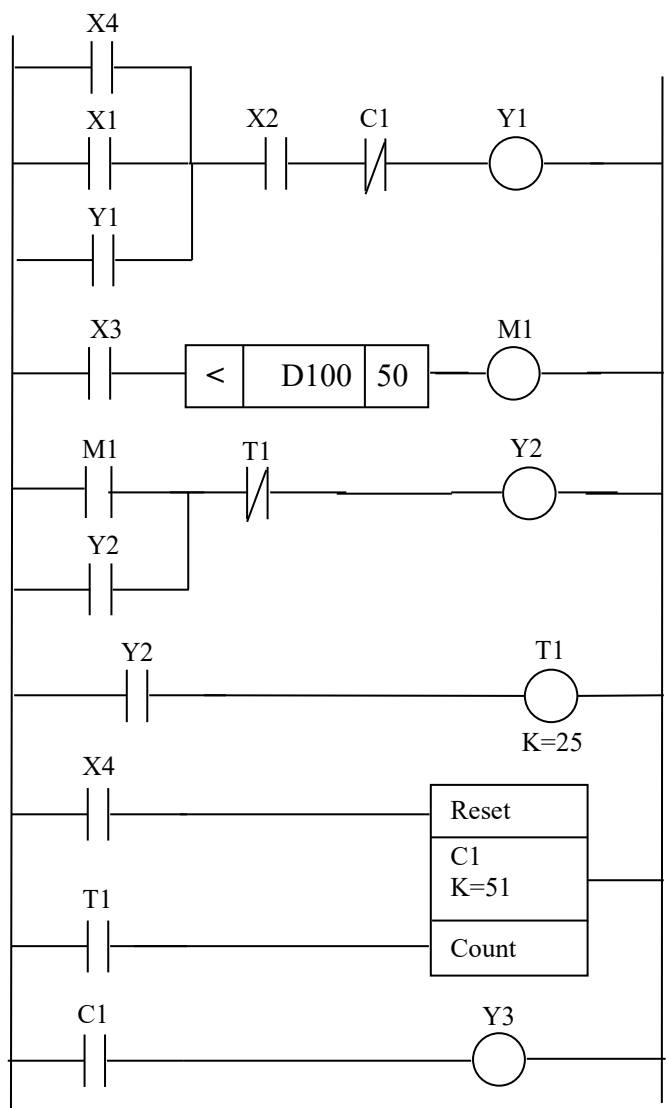 X4
X1 X2 C1 Y1
Y1
X3 M1
< D100 50
M1 T1 Y2
Y2
Y2 T1
K=25
X4
Reset
C1
K=51
T1
Count
C1 Y3